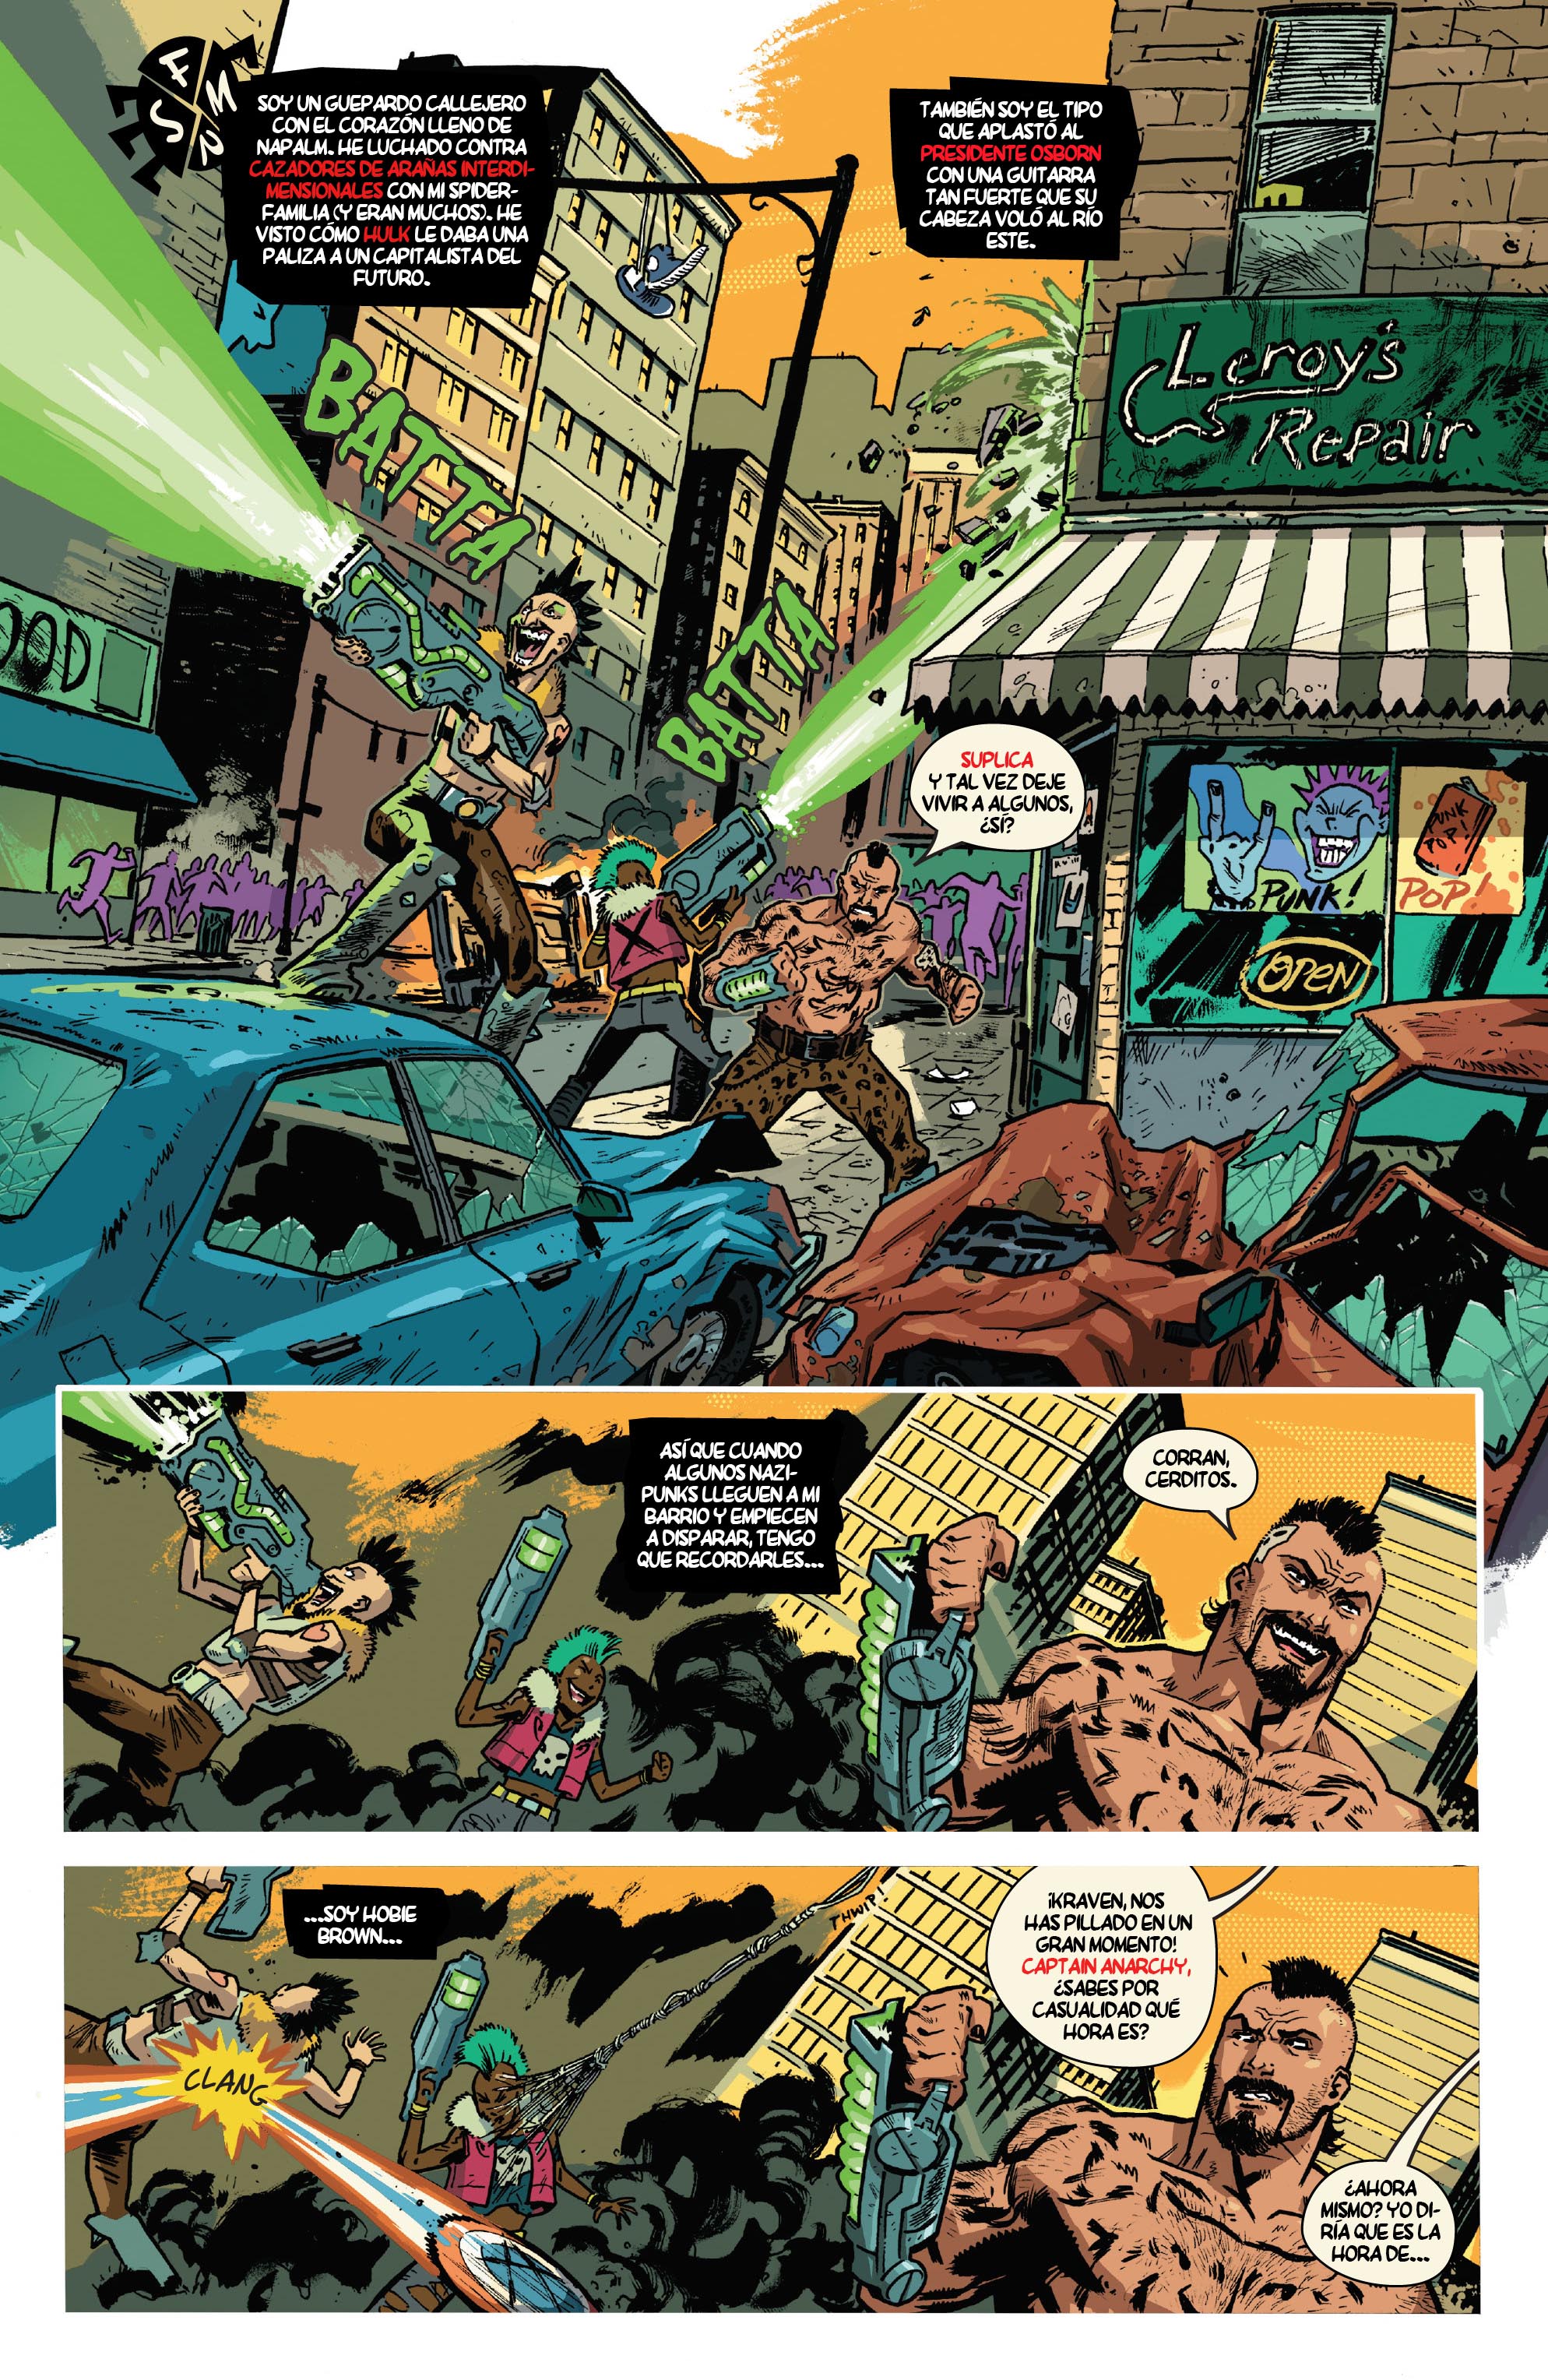 SOY UN GUEPARDO CALLEJERO
CON EL CORAZÓN LLENO DE
NAPALM. HE LUCHADO CONTRA
CAZADORES DE ARAÑAS INTERDI-
MENSIONALES CON MI SPIDER-
FAMILIA (Y ERAN MUCHOS). HE
VISTO CÓMO HULK LE DABA UNA
PALIZA A UN CAPITALISTA DEL
FUTURO.
TAMBIÉN SOY EL TIPO
QUE APLASTÓ AL
PRESIDENTE OSBORN
CON UNA GUITARRA
TAN FUERTE QUE SU
CABEZA VOLÓ AL RÍO
ESTE.
Leroy's
Repair
BATTA
BATTA
OOD
SUPLICA
Y TAL VEZ DEJE
VIVIR A ALGUNOS,
¿SÍ?
PUNK!
PUNK
POP!
POP!
OPEN
ASÍ QUE CUANDO
ALGUNOS NAZI-
PUNKS LLEGUEN A MI
BARRIO Y EMPIECEN
A DISPARAR, TENGO
QUE RECORDARLES...
CORRAN,
CERDITOS.
...SOY HOBIE
BROWN...
THWIP!
¡KRAVEN, NOS
HAS PILLADO EN UN
GRAN MOMENTO!
CAPTAIN ANARCHY,
¿SABES POR
CASUALIDAD QUÉ
HORA ES?
CLANG
¿AHORA
MISMO? YO DI-
RÍA QUE ES LA
HORA DE...